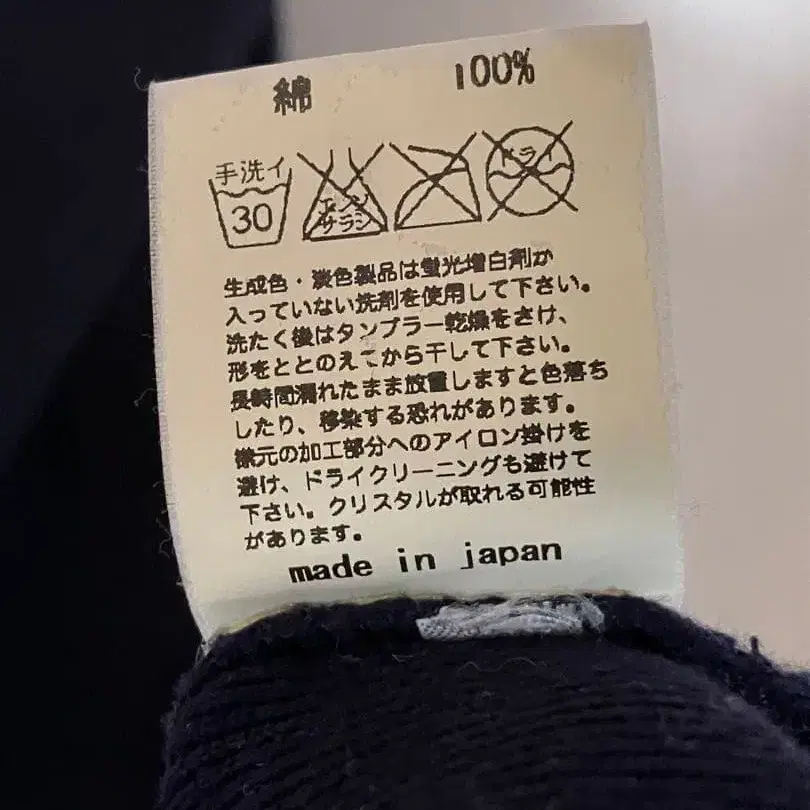 綿 100%
手洗イ
30
エンソ
サラシ
ドライ
生成色・淡色製品は蛍光増白剤が
入っていない洗剤を使用して下さい。
洗たく後はタンブラー乾燥をさけ、
形をととのえてから干して下さい。
長時間濡れたまま放置しますと色落ち
したり、移染する恐れがあります。
襟元の加工部分へのアイロン掛けを
避け、ドライクリーニングも避けて
下さい。クリスタルが取れる可能性
があります。
made in japan